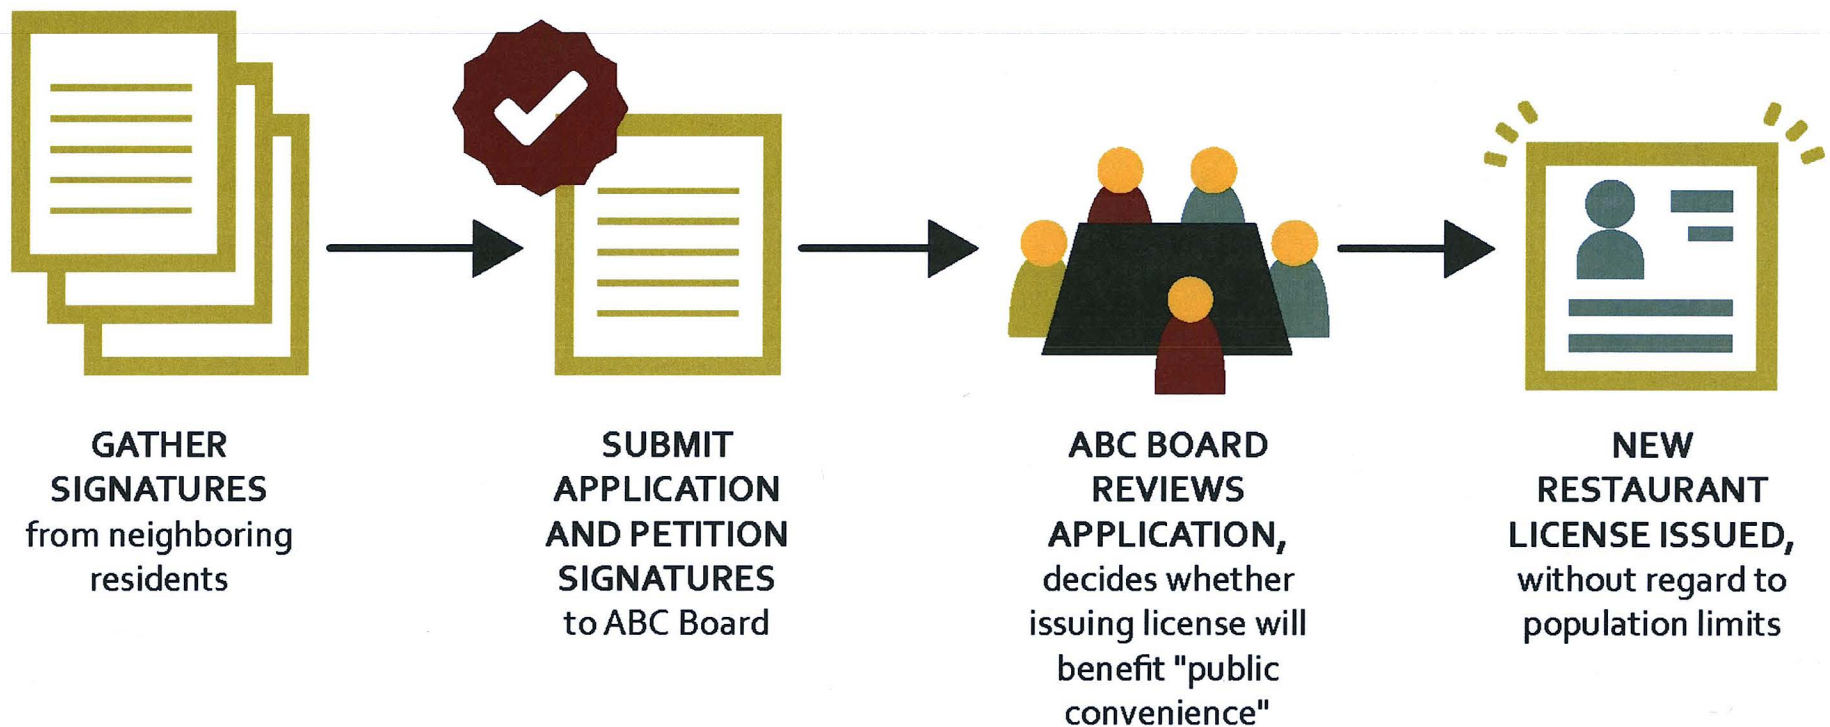 GATHER
SIGNATURES
from neighboring
residents
SUBMIT
APPLICATION
AND PETITION
SIGNATURES
to ABC Board
ABC BOARD
REVIEWS
APPLICATION,
decides whether
issuing license will
benefit "public
convenience"
NEW
RESTAURANT
LICENSE ISSUED,
without regard to
population limits